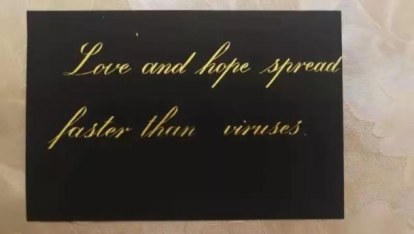 Love and hope spread
faster than viruses.